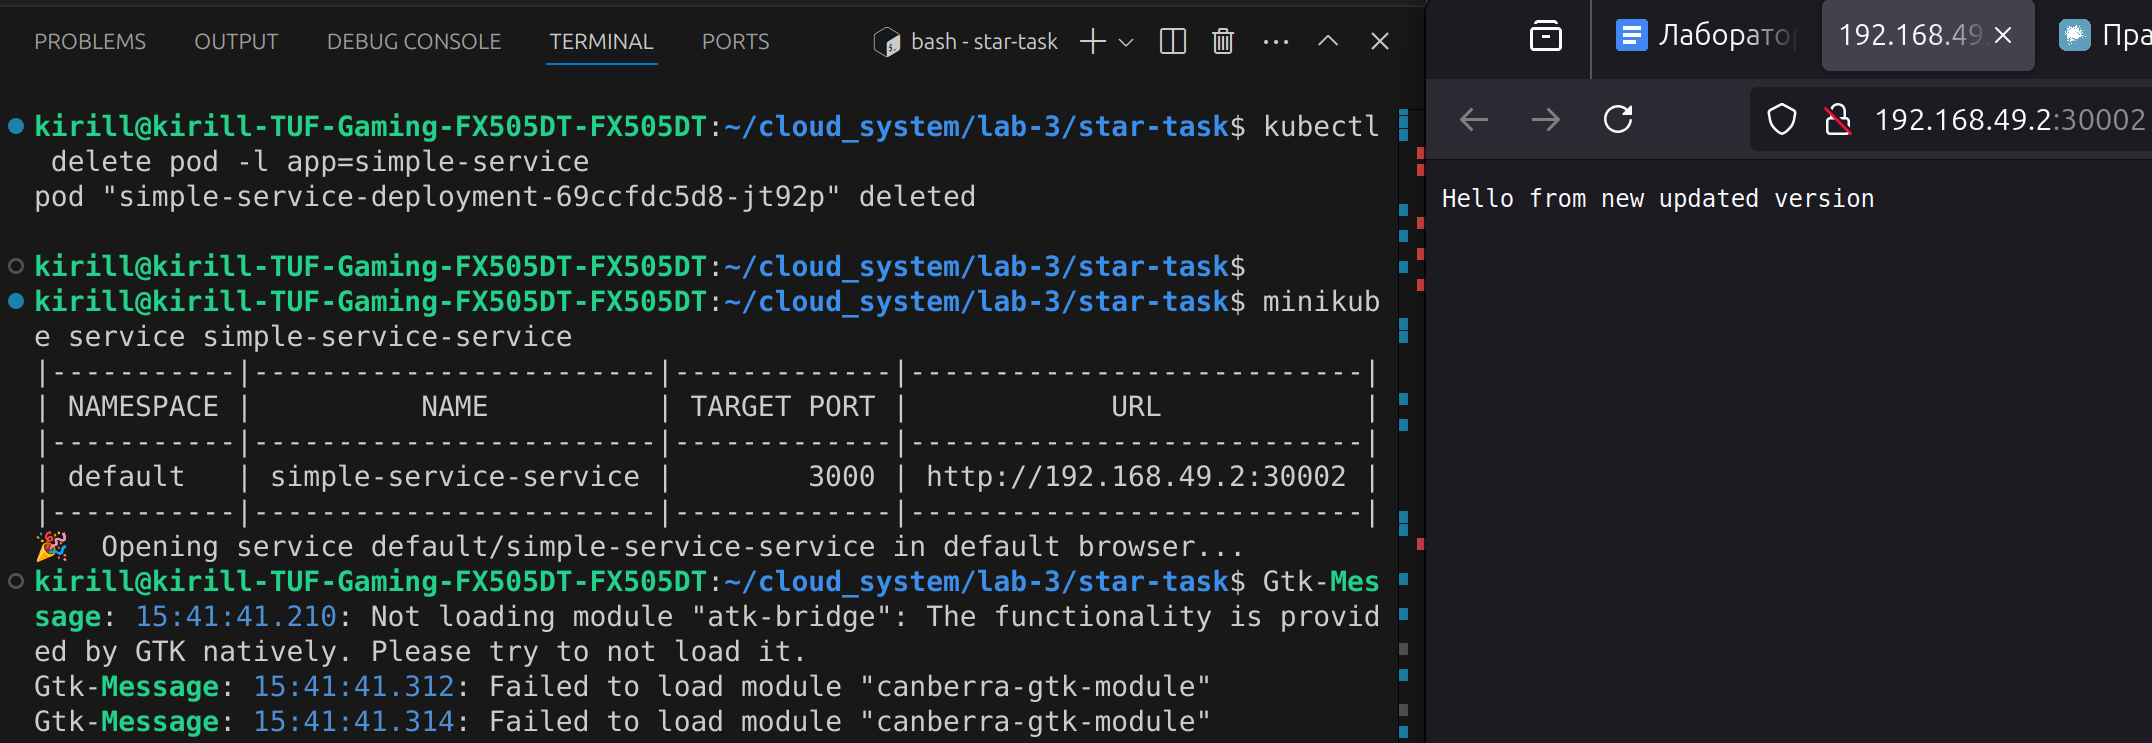 PROBLEMS OUTPUT DEBUG CONSOLE TERMINAL PORTS bash - star-task
kirill@kirill-TUF-Gaming-FX505DT-FX505DT:~/cloud_system/lab-3/star-task$ kubectl
 delete pod -l app=simple-service
pod "simple-service-deployment-69ccfdc5d8-jt92p" deleted
kirill@kirill-TUF-Gaming-FX505DT-FX505DT:~/cloud_system/lab-3/star-task$
kirill@kirill-TUF-Gaming-FX505DT-FX505DT:~/cloud_system/lab-3/star-task$ minikub
e service simple-service-service
|-----------|------------------------|-------------|---------------------------|
| NAMESPACE |          NAME          | TARGET PORT |            URL            |
|-----------|------------------------|-------------|---------------------------|
| default   | simple-service-service |        3000 | http://192.168.49.2:30002 |
|-----------|------------------------|-------------|---------------------------|
🎉  Opening service default/simple-service-service in default browser...
kirill@kirill-TUF-Gaming-FX505DT-FX505DT:~/cloud_system/lab-3/star-task$ Gtk-Mes
sage: 15:41:41.210: Not loading module "atk-bridge": The functionality is provid
ed by GTK natively. Please try to not load it.
Gtk-Message: 15:41:41.312: Failed to load module "canberra-gtk-module"
Gtk-Message: 15:41:41.314: Failed to load module "canberra-gtk-module"
Лаборатор 192.168.49 Пра
192.168.49.2:30002
Hello from new updated version